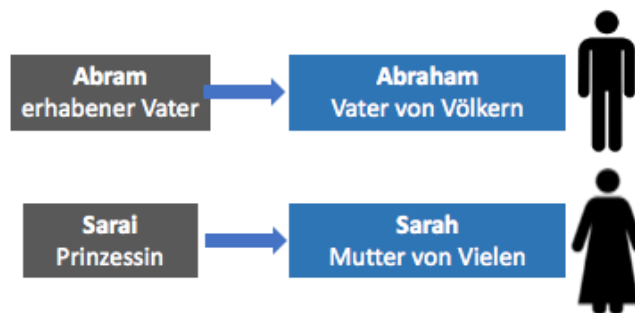 Abram
erhabener Vater
Abraham
Vater von Völkern
Sarai
Prinzessin
Sarah
Mutter von Vielen